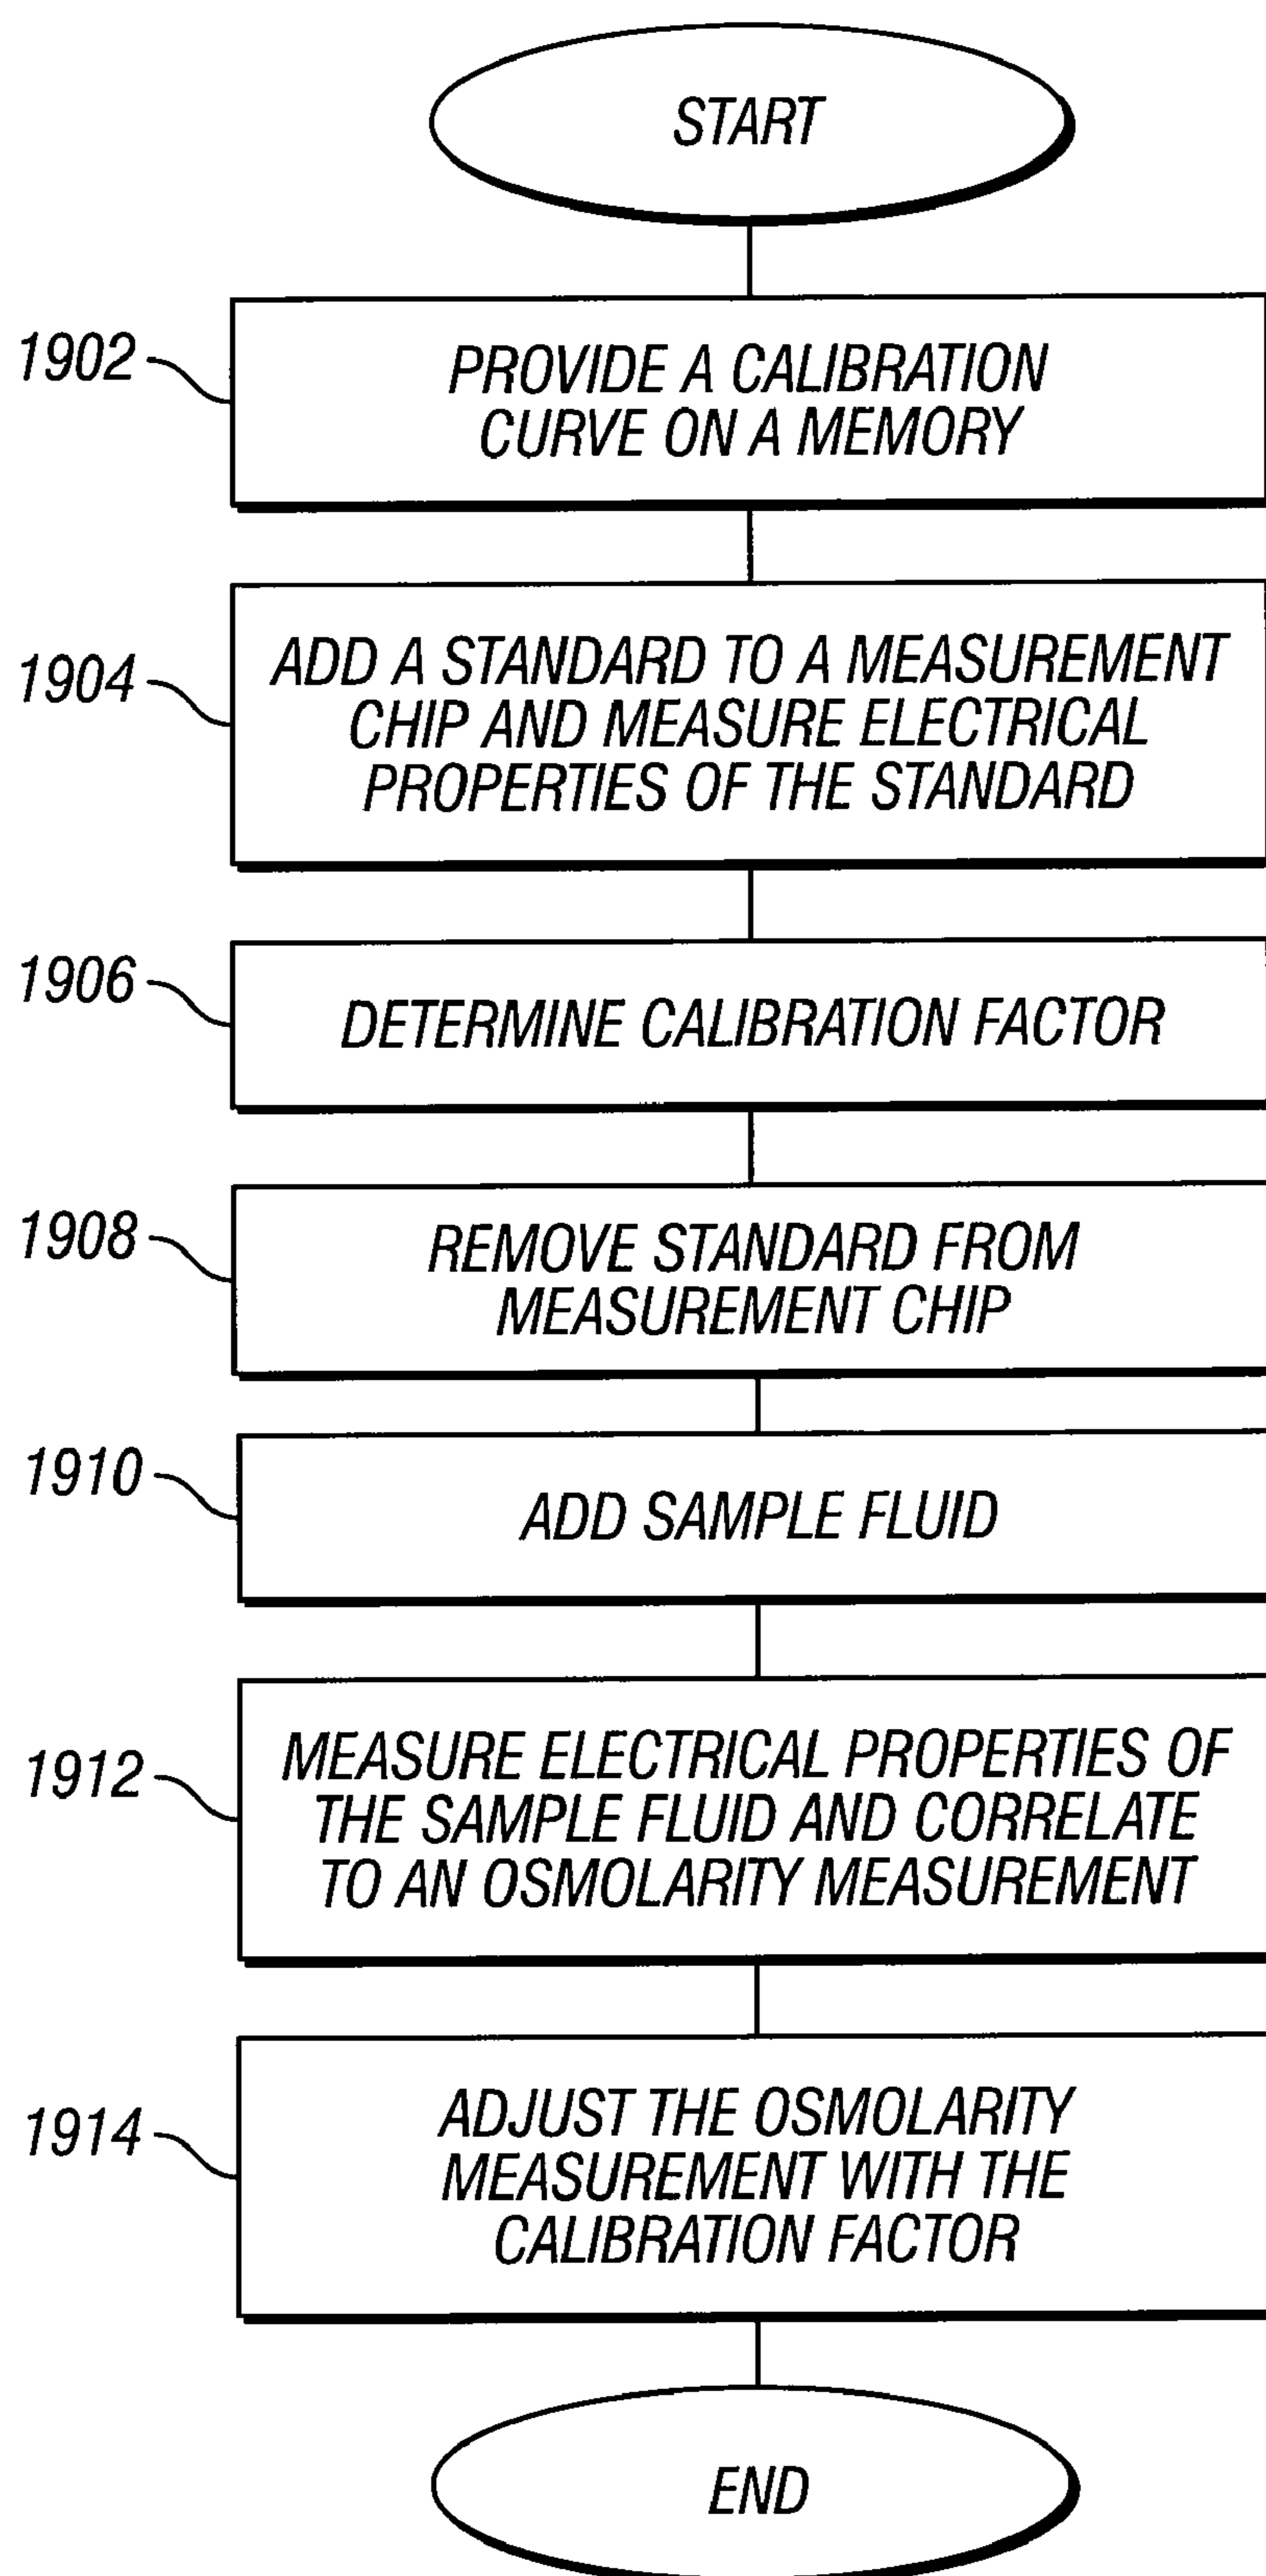 START
1902
PROVIDE A CALIBRATION
CURVE ON A MEMORY
1904
ADD A STANDARD TO A MEASUREMENT
CHIP AND MEASURE ELECTRICAL
PROPERTIES OF THE STANDARD
1906
DETERMINE CALIBRATION FACTOR
1908
REMOVE STANDARD FROM
MEASUREMENT CHIP
1910
ADD SAMPLE FLUID
1912
MEASURE ELECTRICAL PROPERTIES OF
THE SAMPLE FLUID AND CORRELATE
TO AN OSMOLARITY MEASUREMENT
1914
ADJUST THE OSMOLARITY
MEASUREMENT WITH THE
CALIBRATION FACTOR
END